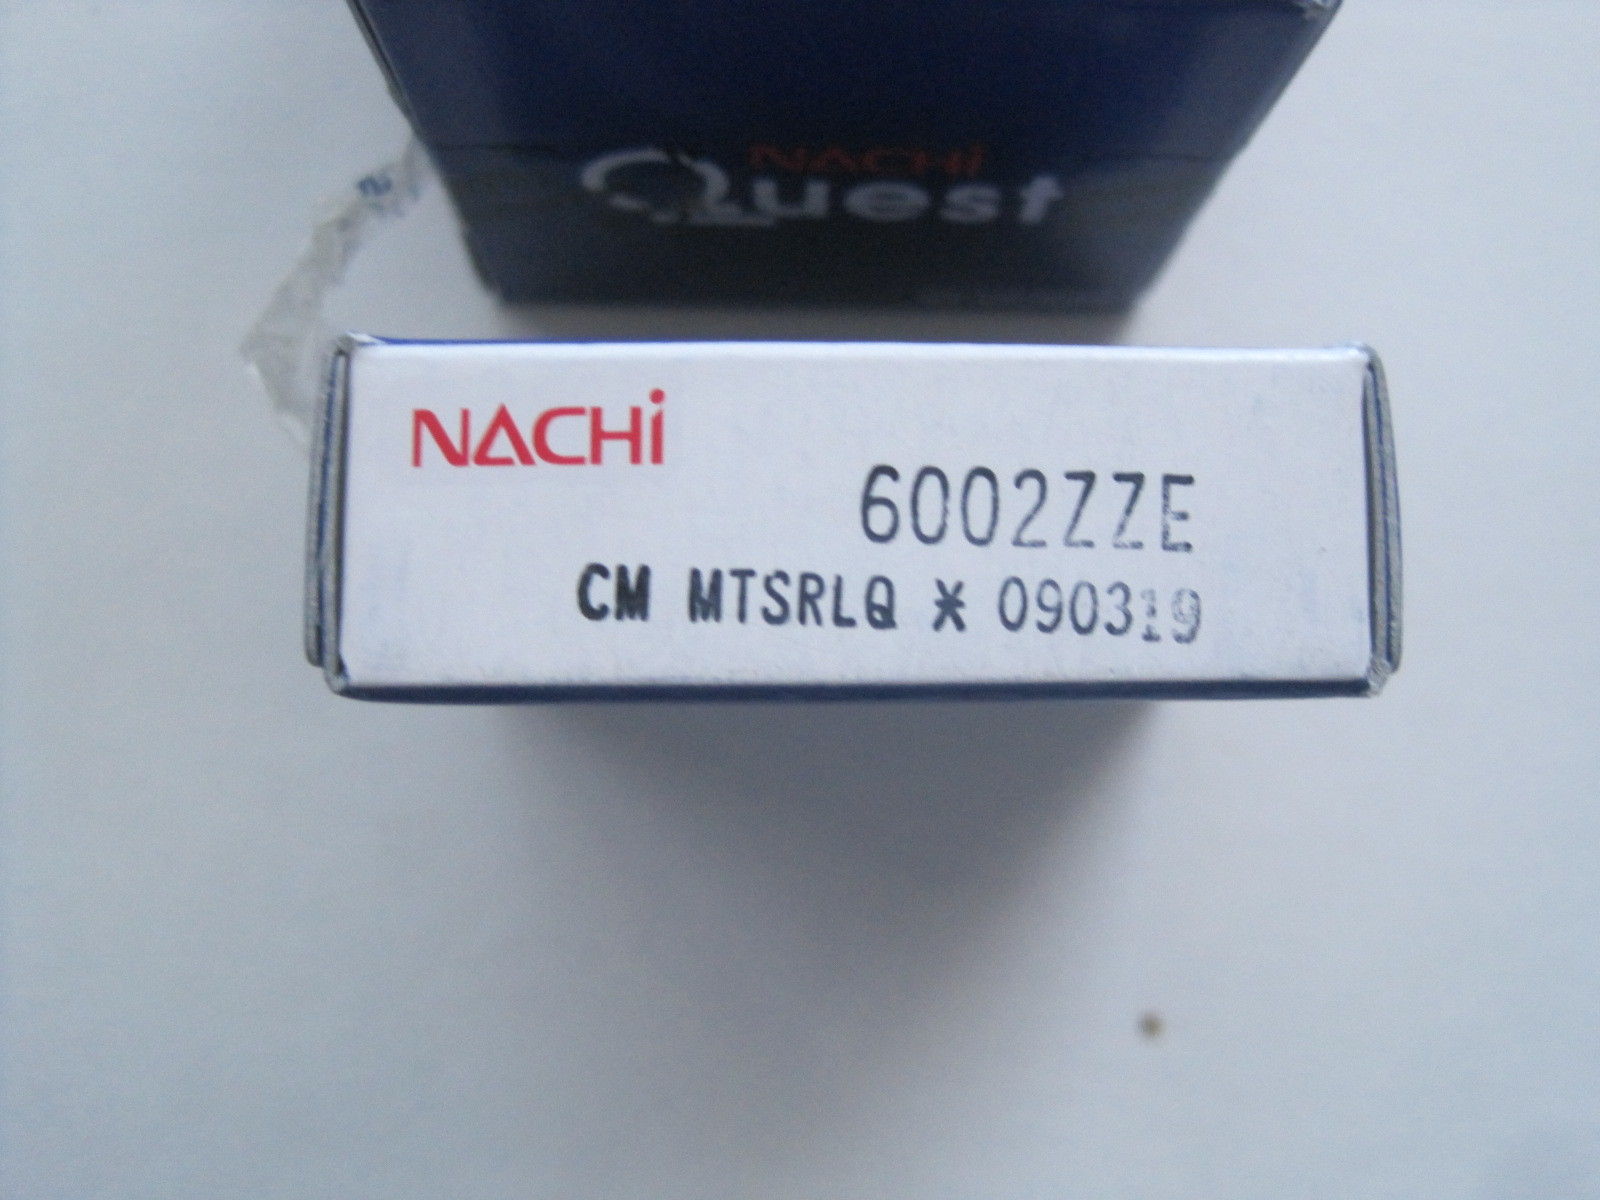 NACHi
Quest
NACHi
6002ZZE
CM MTSRLQ * 090319